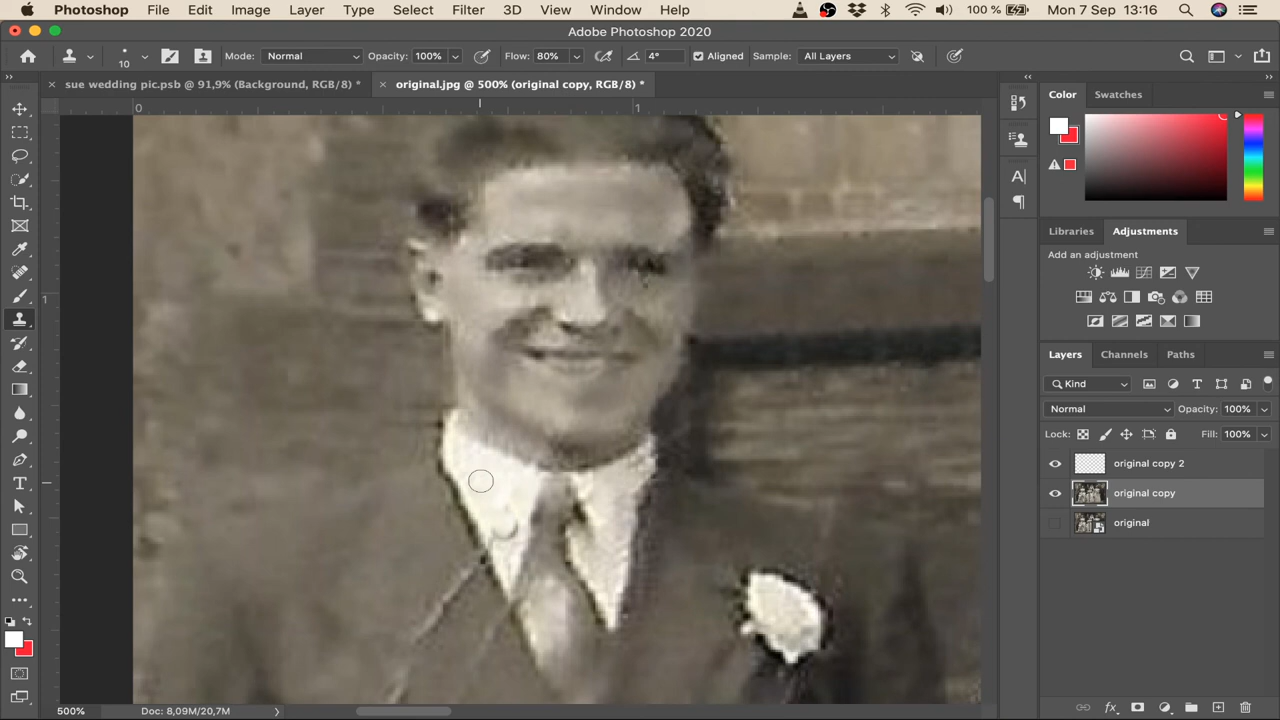 Photoshop File Edit Image Layer Type Select Filter 3D View Window Help 100 % Mon 7 Sep 13:16
Adobe Photoshop 2020
10 Mode: Normal Opacity: 100% Flow: 80% 4° Aligned Sample: All Layers
sue wedding pic.psb @ 91,9% (Background, RGB/8) * original.jpg @ 500% (original copy, RGB/8) *
0 1
Color Swatches
1
Libraries Adjustments
Add an adjustment
Layers Channels Paths
Kind
Normal Opacity: 100%
Lock: Fill: 100%
original copy 2
original copy
original
500% Doc: 8,09M/20,7M